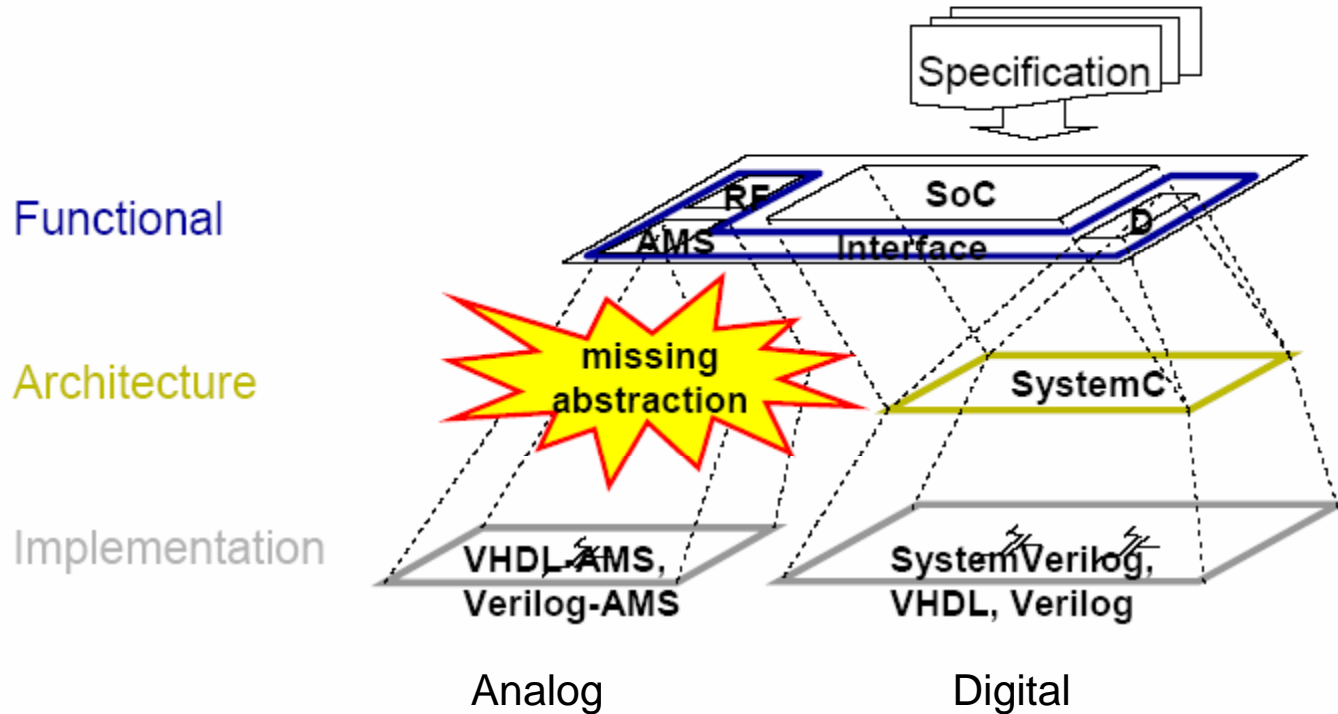 Specification
Functional
RF
SoC
D
AMS
Interface
missing
abstraction
Architecture
SystemC
Implementation
VHDL-AMS,
Verilog-AMS
SystemVerilog,
VHDL, Verilog
Analog
Digital